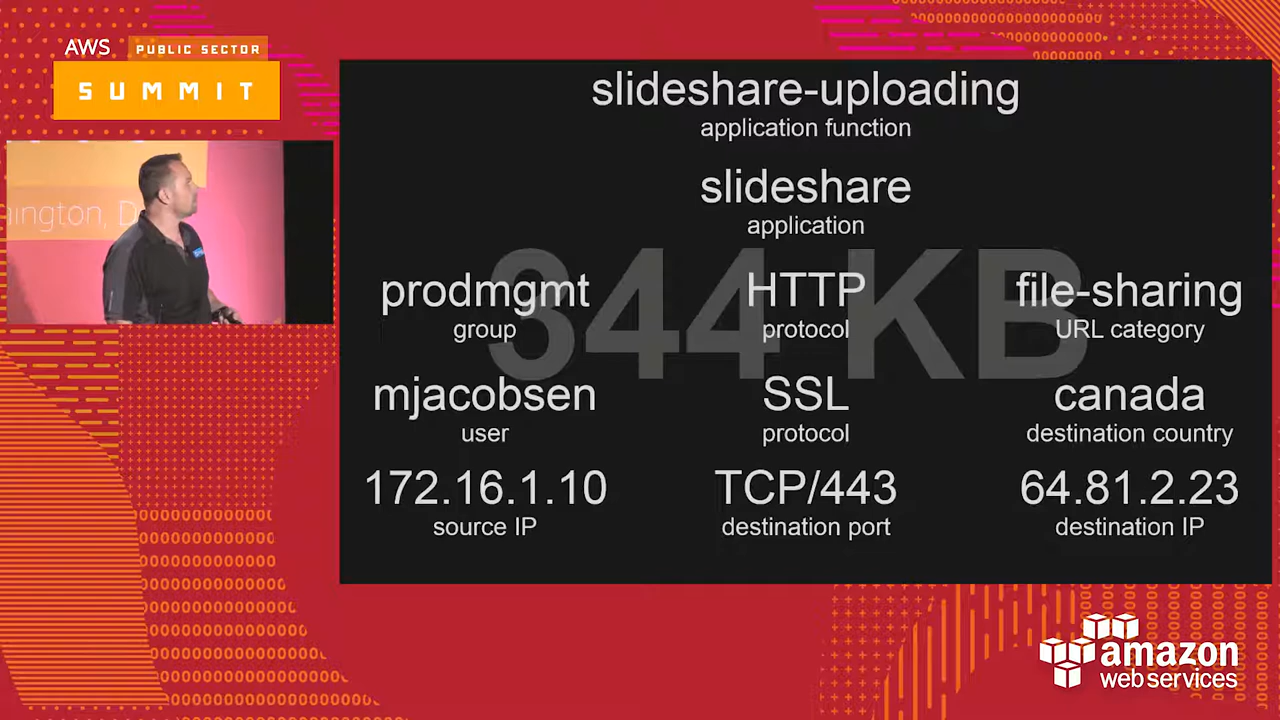 AWS PUBLIC SECTOR
SUMMIT
slideshare-uploading
application function
slideshare
application
344 KB
prodmgmt HTTP file-sharing
group protocol URL category
mjacobsen SSL canada
user protocol destination country
172.16.1.10 TCP/443 64.81.2.23
source IP destination port destination IP
ington, D
amazon
web services